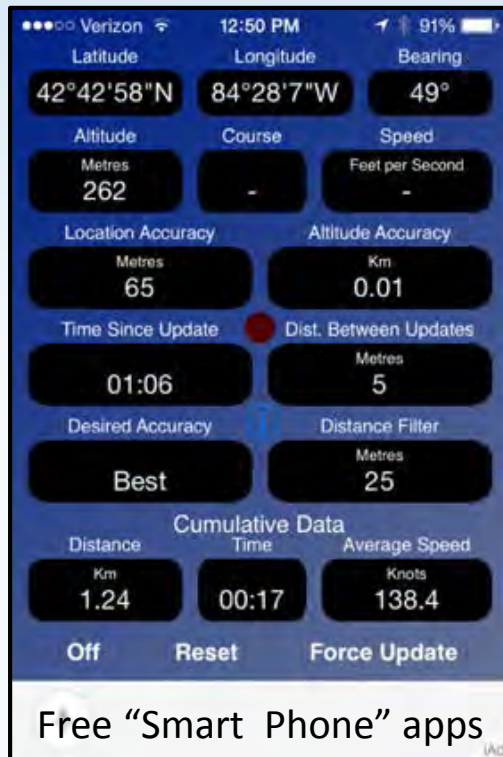 Verizon 12:50 PM 91%
Latitude Longitude Bearing
42°42'58"N 84°28'7"W 49°
Altitude Course Speed
Metres Feet per Second
262 - -
Location Accuracy Altitude Accuracy
Metres Km
65 0.01
Time Since Update Dist. Between Updates
Metres
01:06 5
Desired Accuracy Distance Filter
Metres
Best 25
Cumulative Data
Distance Time Average Speed
Km Knots
1.24 00:17 138.4
Off Reset Force Update
Free “Smart Phone” apps
iAd